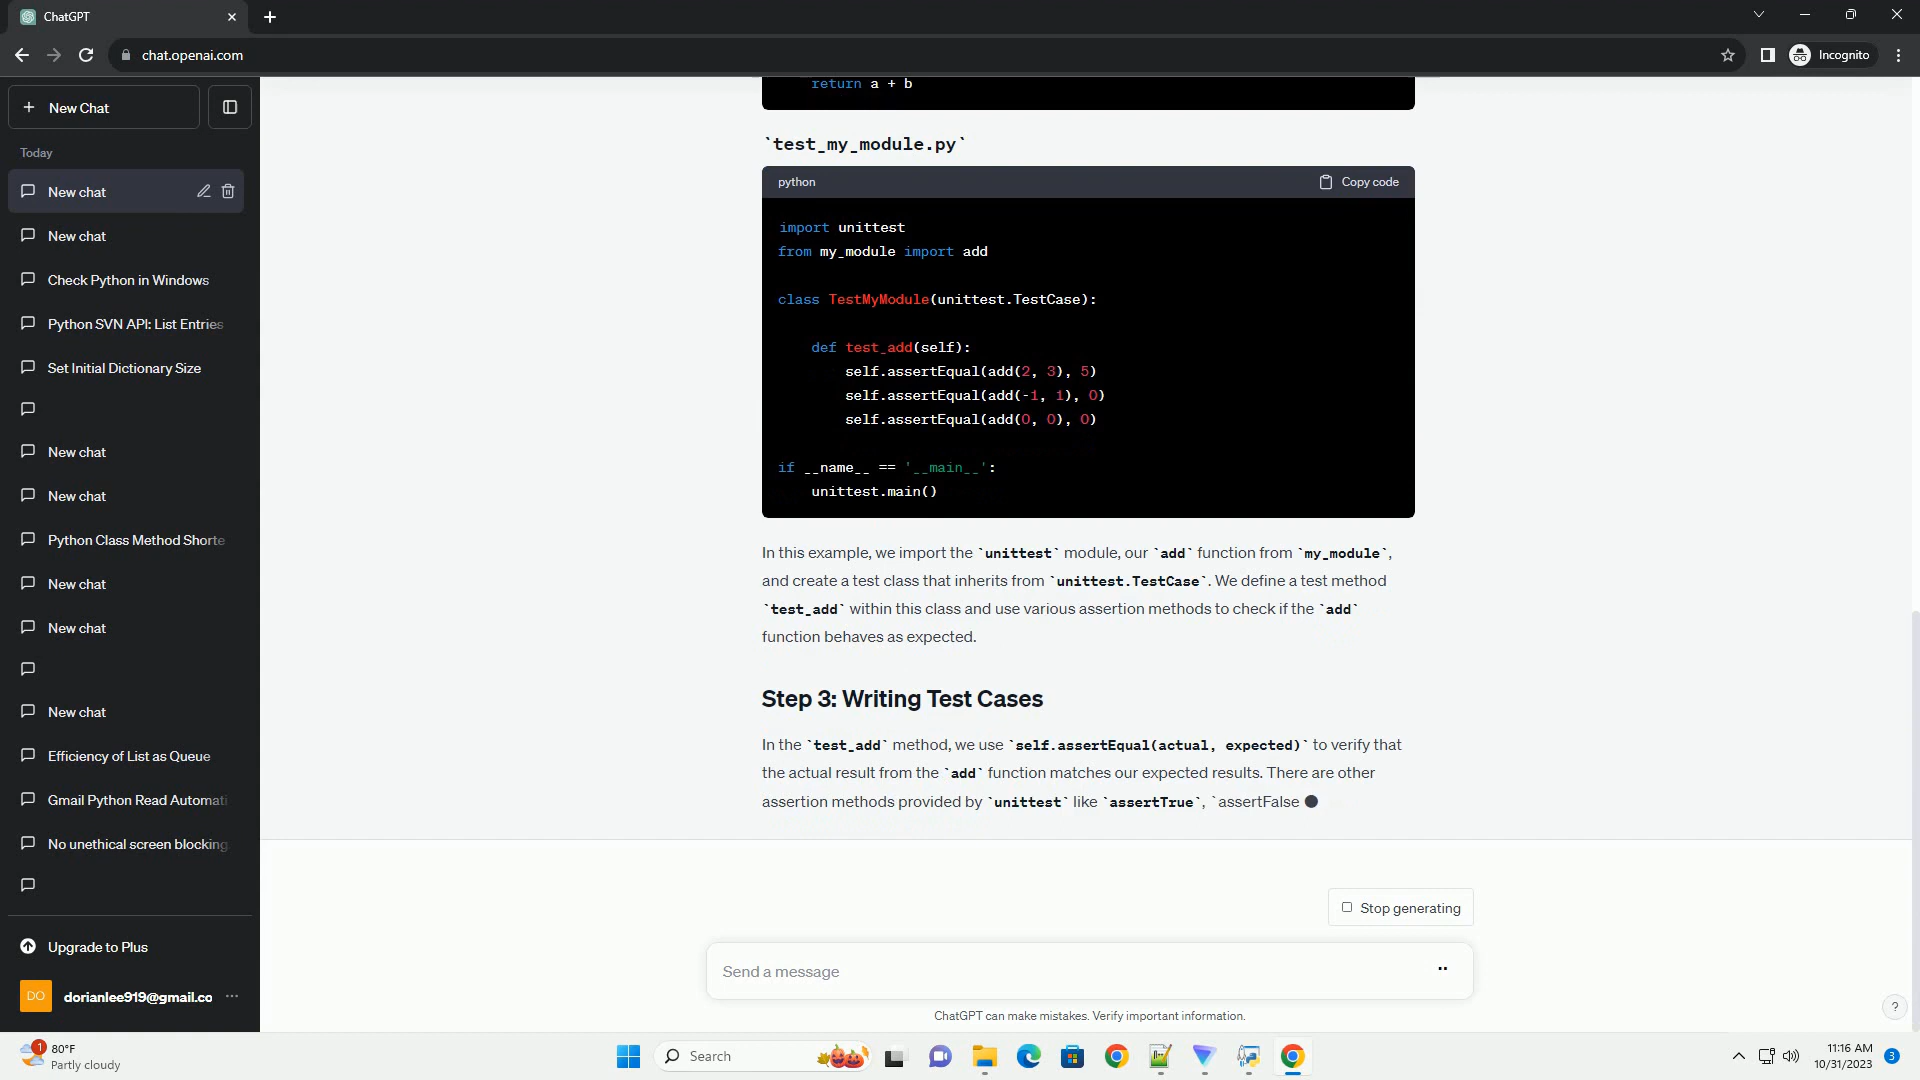 ChatGPT
chat.openai.com
Incognito
New Chat
Today
New chat
New chat
Check Python in Windows
Python SVN API: List Entries
Set Initial Dictionary Size
New chat
New chat
Python Class Method Shorte
New chat
New chat
New chat
Efficiency of List as Queue
Gmail Python Read Automati
No unethical screen blocking
Upgrade to Plus
DO
dorianlee919@gmail.co
return a + b
`test_my_module.py`
python
Copy code
import unittest
from my_module import add
class TestMyModule(unittest.TestCase):
def test_add(self):
self.assertEqual(add(2, 3), 5)
self.assertEqual(add(-1, 1), 0)
self.assertEqual(add(0, 0), 0)
if __name__ == '__main__':
unittest.main()
In this example, we import the `unittest` module, our `add` function from `my_module`,
and create a test class that inherits from `unittest.TestCase`. We define a test method
`test_add` within this class and use various assertion methods to check if the `add`
function behaves as expected.
Step 3: Writing Test Cases
In the `test_add` method, we use `self.assertEqual(actual, expected)` to verify that
the actual result from the `add` function matches our expected results. There are other
assertion methods provided by `unittest` like `assertTrue`, `assertFalse
Stop generating
Send a message
ChatGPT can make mistakes. Verify important information.
?
1
80°F
Partly cloudy
Search
11:16 AM
10/31/2023
3